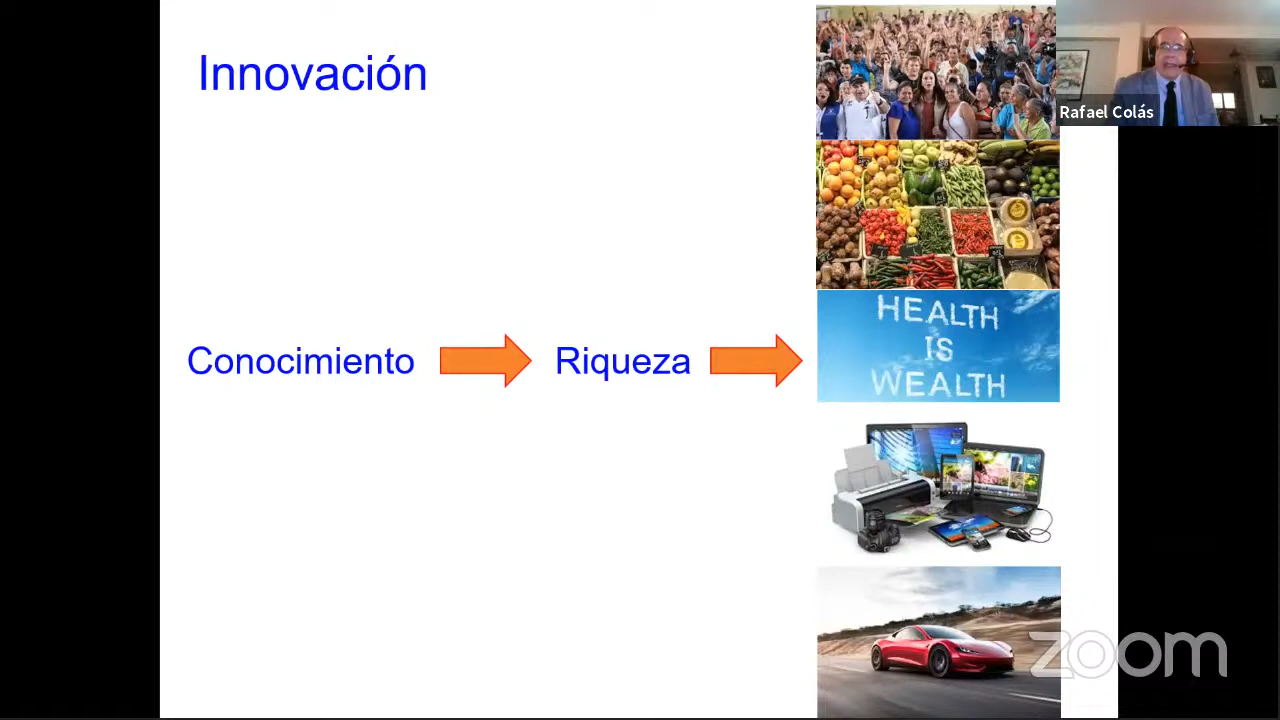 Innovación
Rafael Colás
Conocimiento
Riqueza
HEALTH
IS
WEALTH
zoom